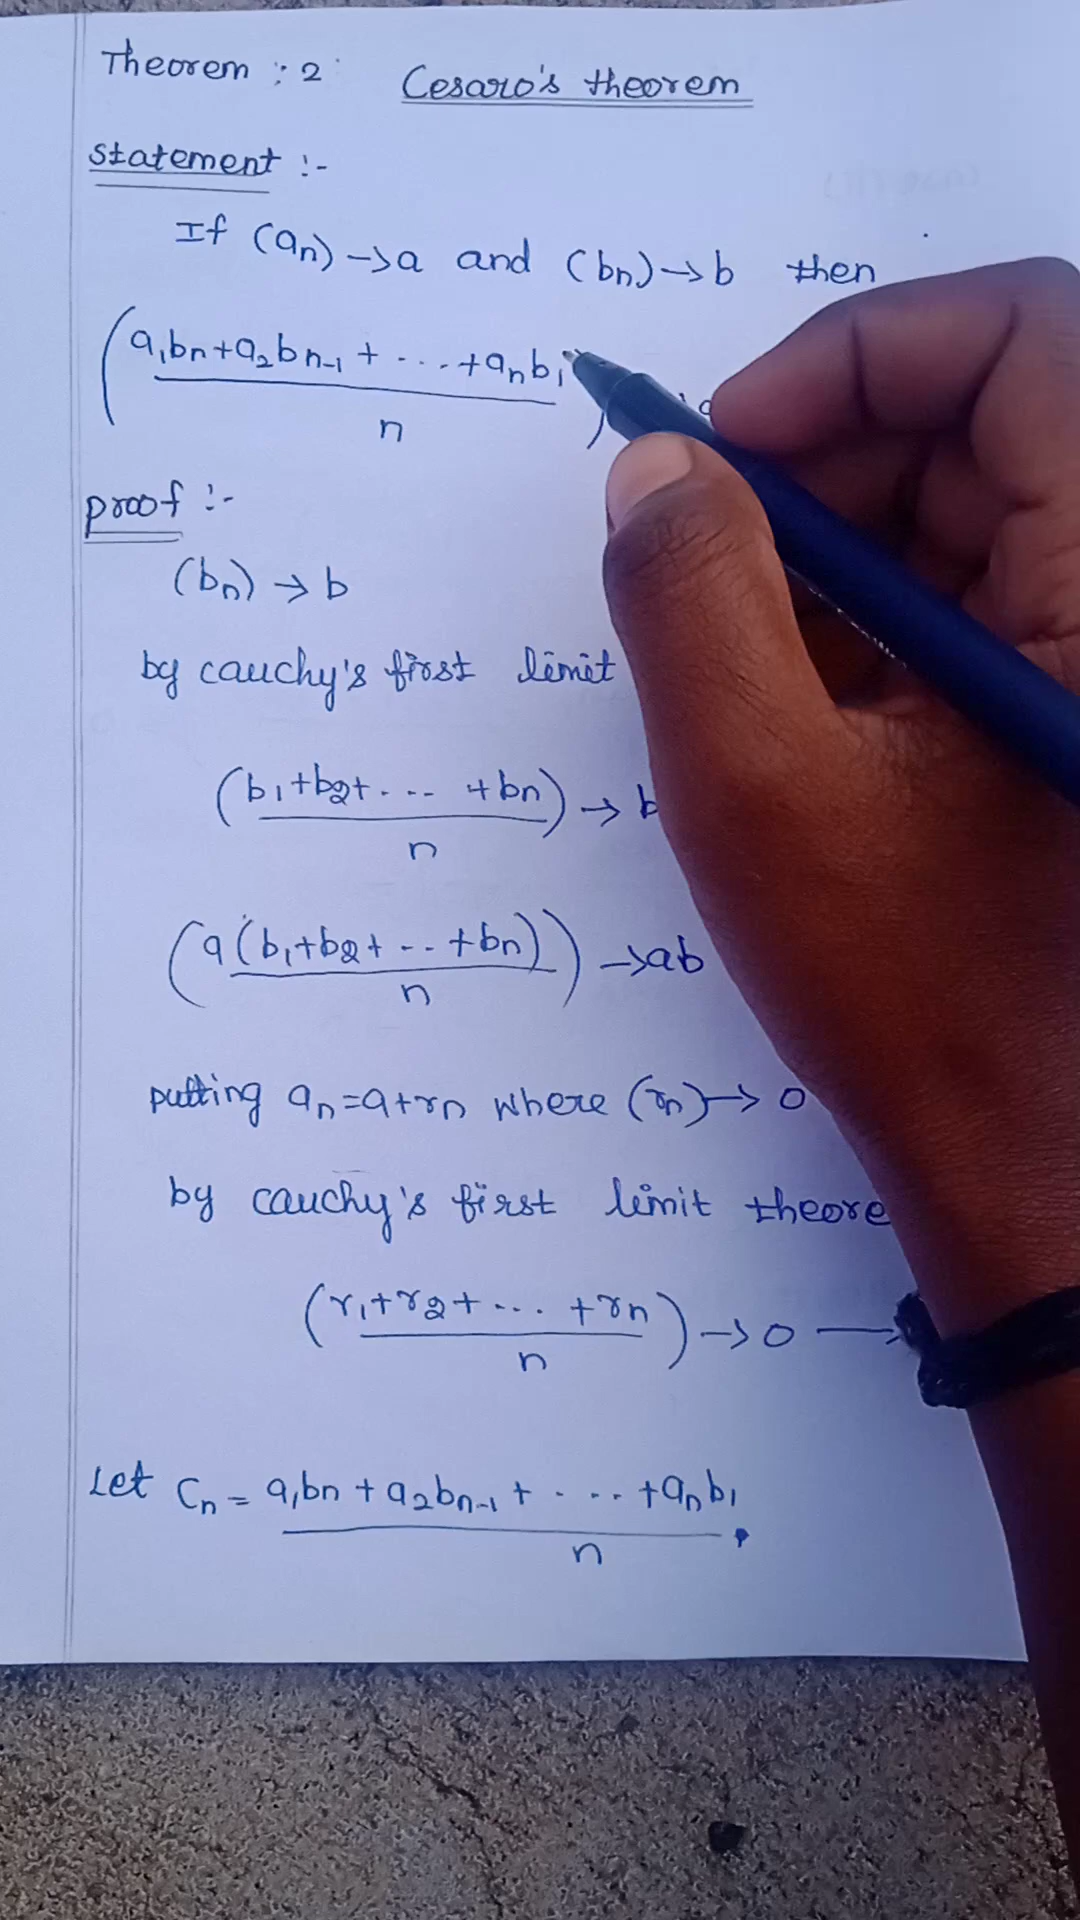 Theorem : 2 Cesaro's theorem
statement :-
If (an) → a and (bn) → b then
(a₁bn + a₂bn-1 + ... + anb₁
n)
proof :-
(bn) → b
by cauchy's first limit
(b₁ + b2 + ... + bn) → b
n
(a(b₁ + b2 + .. + bn)) → ab
n
putting an = a + rn where (rn) → 0
by cauchy's first limit theore
(r₁ + r2 + ... + rn) → 0 →
n
Let Cn = a₁bn + a₂bn-1 + ... + anb₁
n